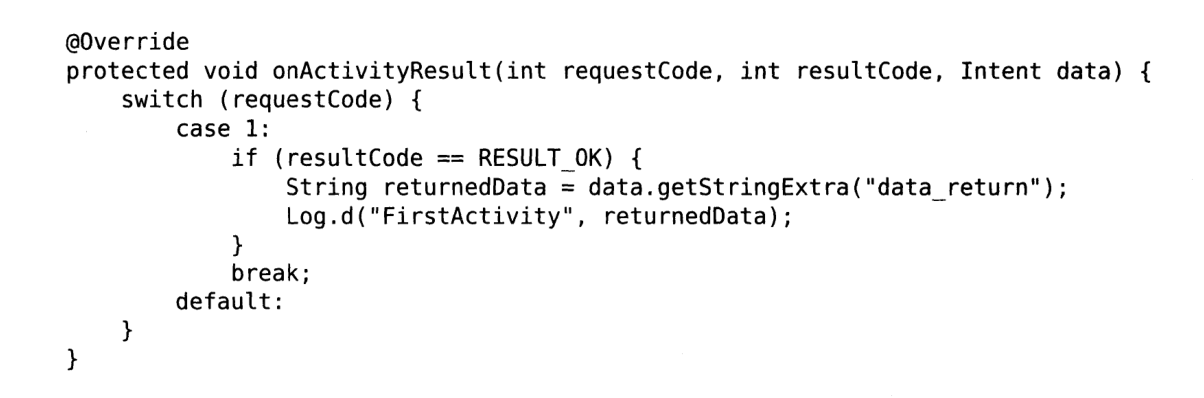 @Override
protected void onActivityResult(int requestCode, int resultCode, Intent data) {
    switch (requestCode) {
        case 1:
            if (resultCode == RESULT_OK) {
                String returnedData = data.getStringExtra("data_return");
                Log.d("FirstActivity", returnedData);
            }
            break;
        default:
    }
}